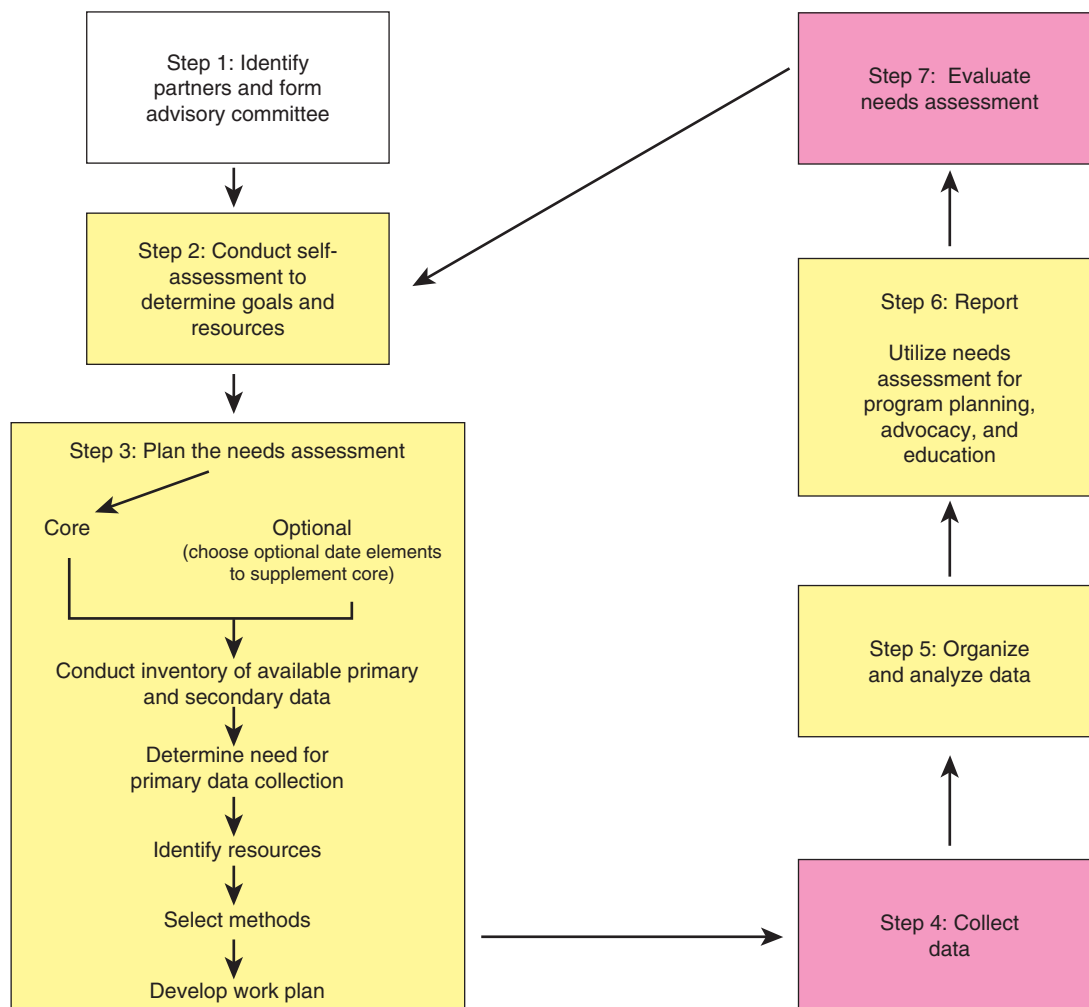 Step 1: Identify
partners and form
advisory committee
Step 2: Conduct self-
assessment to
determine goals and
resources
Step 3: Plan the needs assessment
Core
Optional
(choose optional date elements
to supplement core)
Conduct inventory of available primary
and secondary data
Determine need for
primary data collection
Identify resources
Select methods
Develop work plan
Step 4: Collect
data
Step 5: Organize
and analyze data
Step 6: Report
Utilize needs
assessment for
program planning,
advocacy, and
education
Step 7: Evaluate
needs assessment